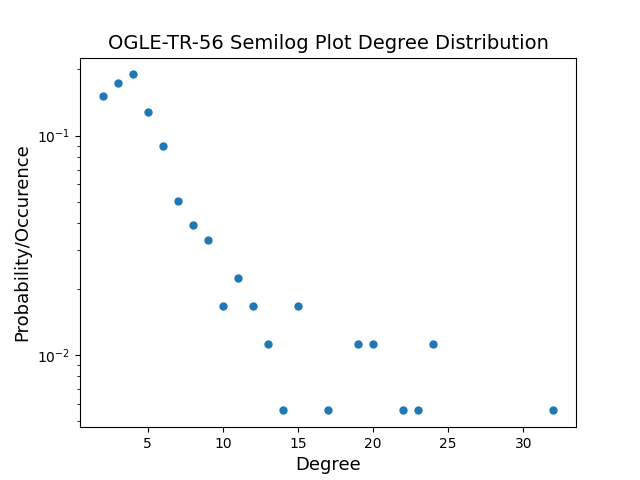 OGLE-TR-56 Semilog Plot Degree Distribution
Probability/Occurence
10⁻¹
10⁻²
5 10 15 20 25 30
Degree